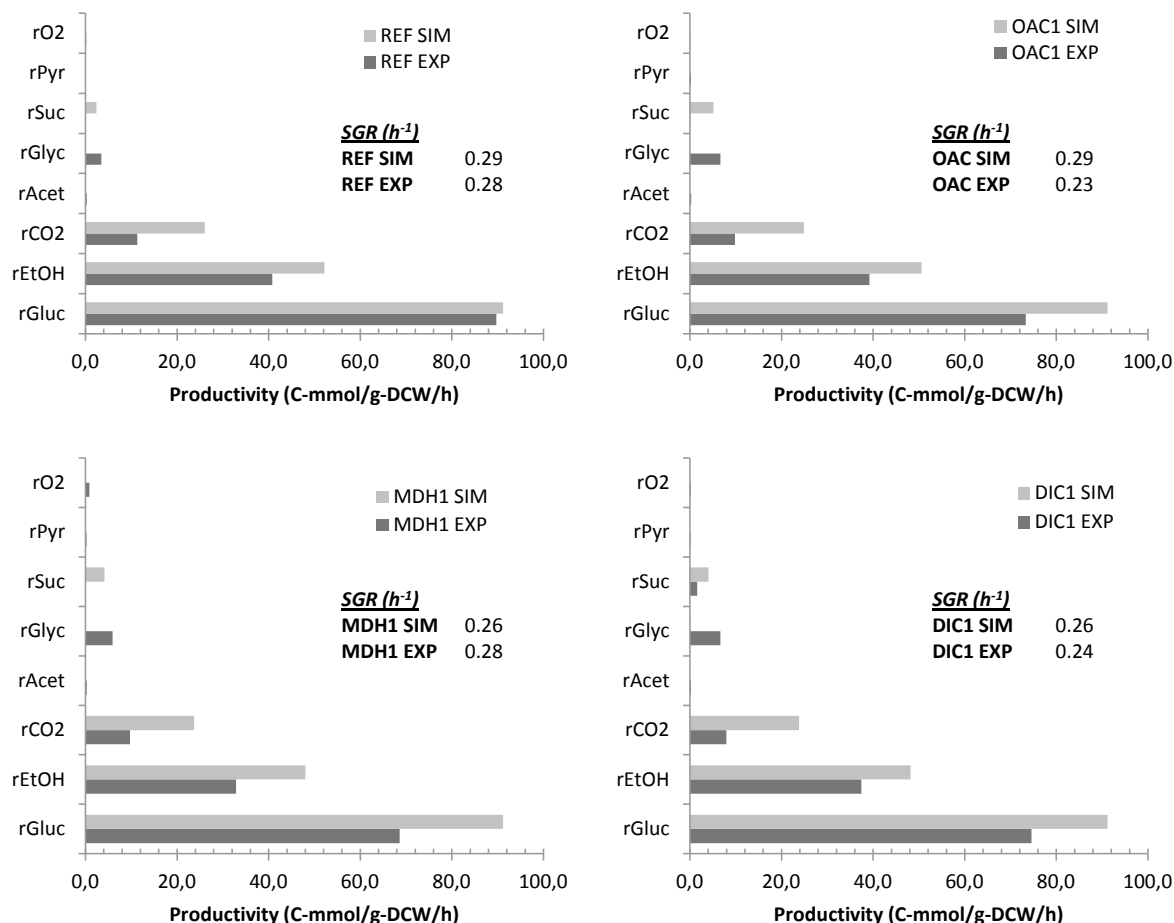 rO2
rPyr
rSuc
rGlyc
rAcet
rCO2
rEtOH
rGluc
REF SIM
REF EXP
SGR (h-1)
REF SIM 0.29
REF EXP 0.28
0,0 20,0 40,0 60,0 80,0 100,0
Productivity (C-mmol/g-DCW/h)
rO2
rPyr
rSuc
rGlyc
rAcet
rCO2
rEtOH
rGluc
OAC1 SIM
OAC1 EXP
SGR (h-1)
OAC SIM 0.29
OAC EXP 0.23
0,0 20,0 40,0 60,0 80,0 100,0
Productivity (C-mmol/g-DCW/h)
rO2
rPyr
rSuc
rGlyc
rAcet
rCO2
rEtOH
rGluc
MDH1 SIM
MDH1 EXP
SGR (h-1)
MDH1 SIM 0.26
MDH1 EXP 0.28
0,0 20,0 40,0 60,0 80,0 100,0
Productivity (C-mmol/g-DCW/h)
rO2
rPyr
rSuc
rGlyc
rAcet
rCO2
rEtOH
rGluc
DIC1 SIM
DIC1 EXP
SGR (h-1)
DIC1 SIM 0.26
DIC1 EXP 0.24
0,0 20,0 40,0 60,0 80,0 100,0
Productivity (C-mmol/g-DCW/h)